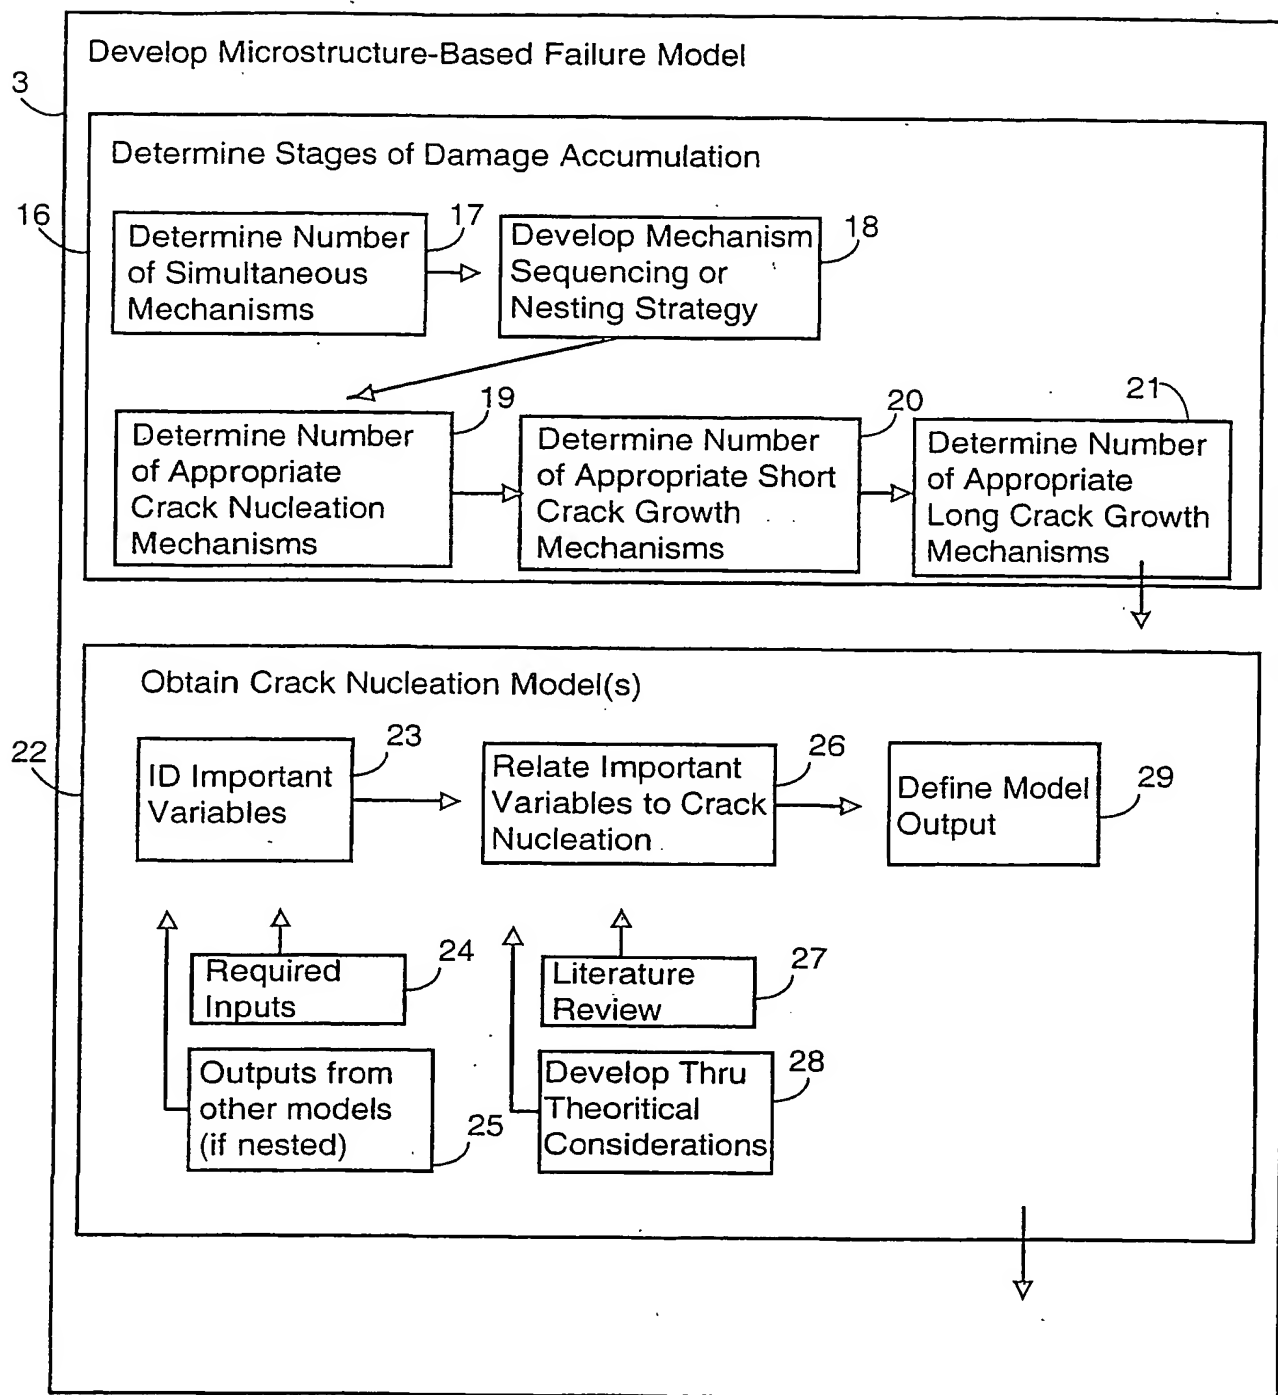 Develop Microstructure-Based Failure Model
3
Determine Stages of Damage Accumulation
16
Determine Number
of Simultaneous
Mechanisms
17
Develop Mechanism
Sequencing or
Nesting Strategy
18
Determine Number
of Appropriate
Crack Nucleation
Mechanisms
19
Determine Number
of Appropriate Short
Crack Growth
Mechanisms
20
Determine Number
of Appropriate
Long Crack Growth
Mechanisms
21
Obtain Crack Nucleation Model(s)
22
ID Important
Variables
23
Relate Important
Variables to Crack
Nucleation
26
Define Model
Output
29
Required
Inputs
24
Literature
Review
27
Outputs from
other models
(if nested)
25
Develop Thru
Theoritical
Considerations
28